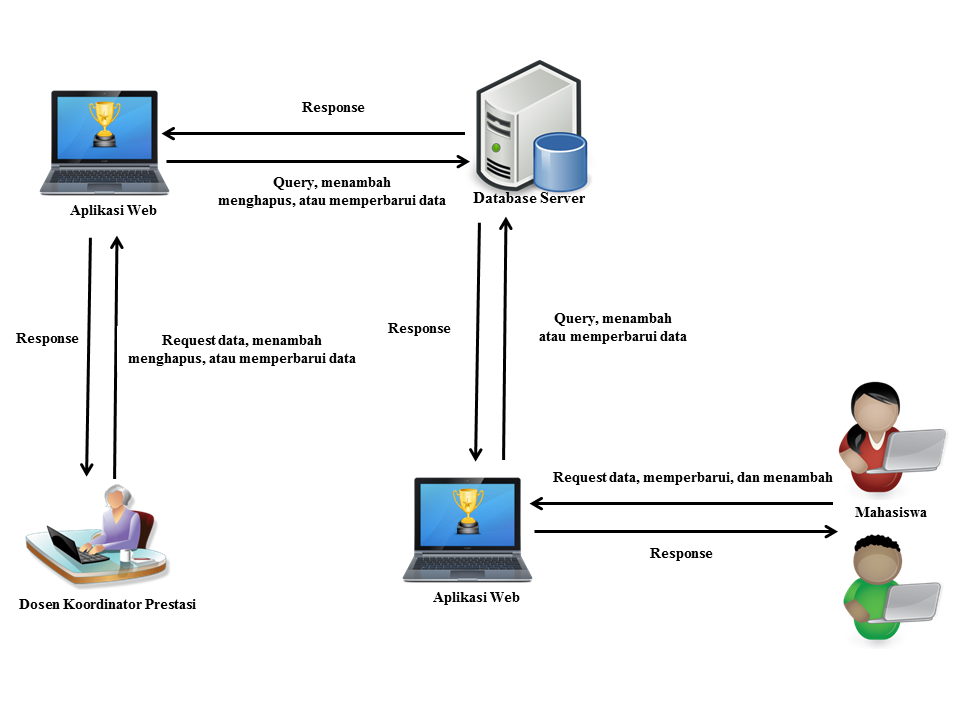 Response
Query, menambah
menghapus, atau memperbarui data
Aplikasi Web
Database Server
Response
Request data, menambah
menghapus, atau memperbarui data
Response
Query, menambah
atau memperbarui data
Request data, memperbarui, dan menambah
Mahasiswa
Response
Aplikasi Web
Dosen Koordinator Prestasi